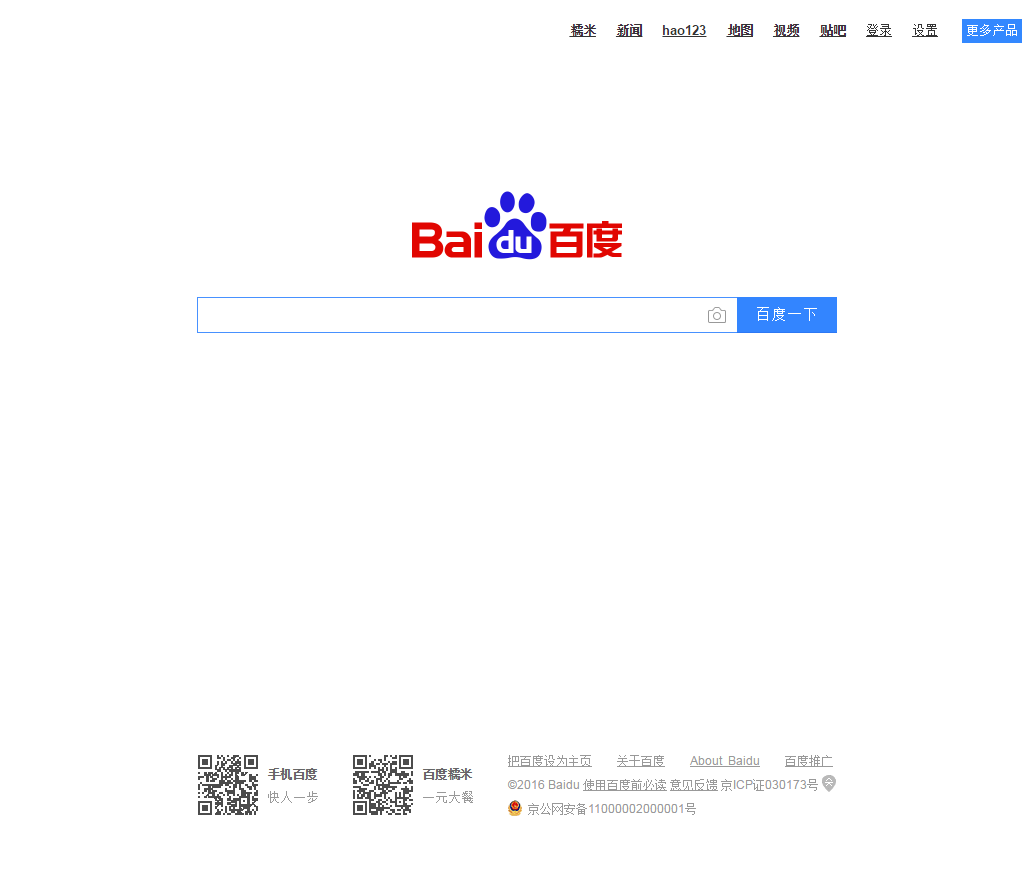 糯米 新闻 hao123 地图 视频 贴吧 登录 设置 更多产品
Bai du 百度
百度一下
手机百度
快人一步
百度糯米
一元大餐
把百度设为主页 关于百度 About Baidu 百度推广
©2016 Baidu 使用百度前必读 意见反馈 京ICP证030173号
京公网安备11000002000001号